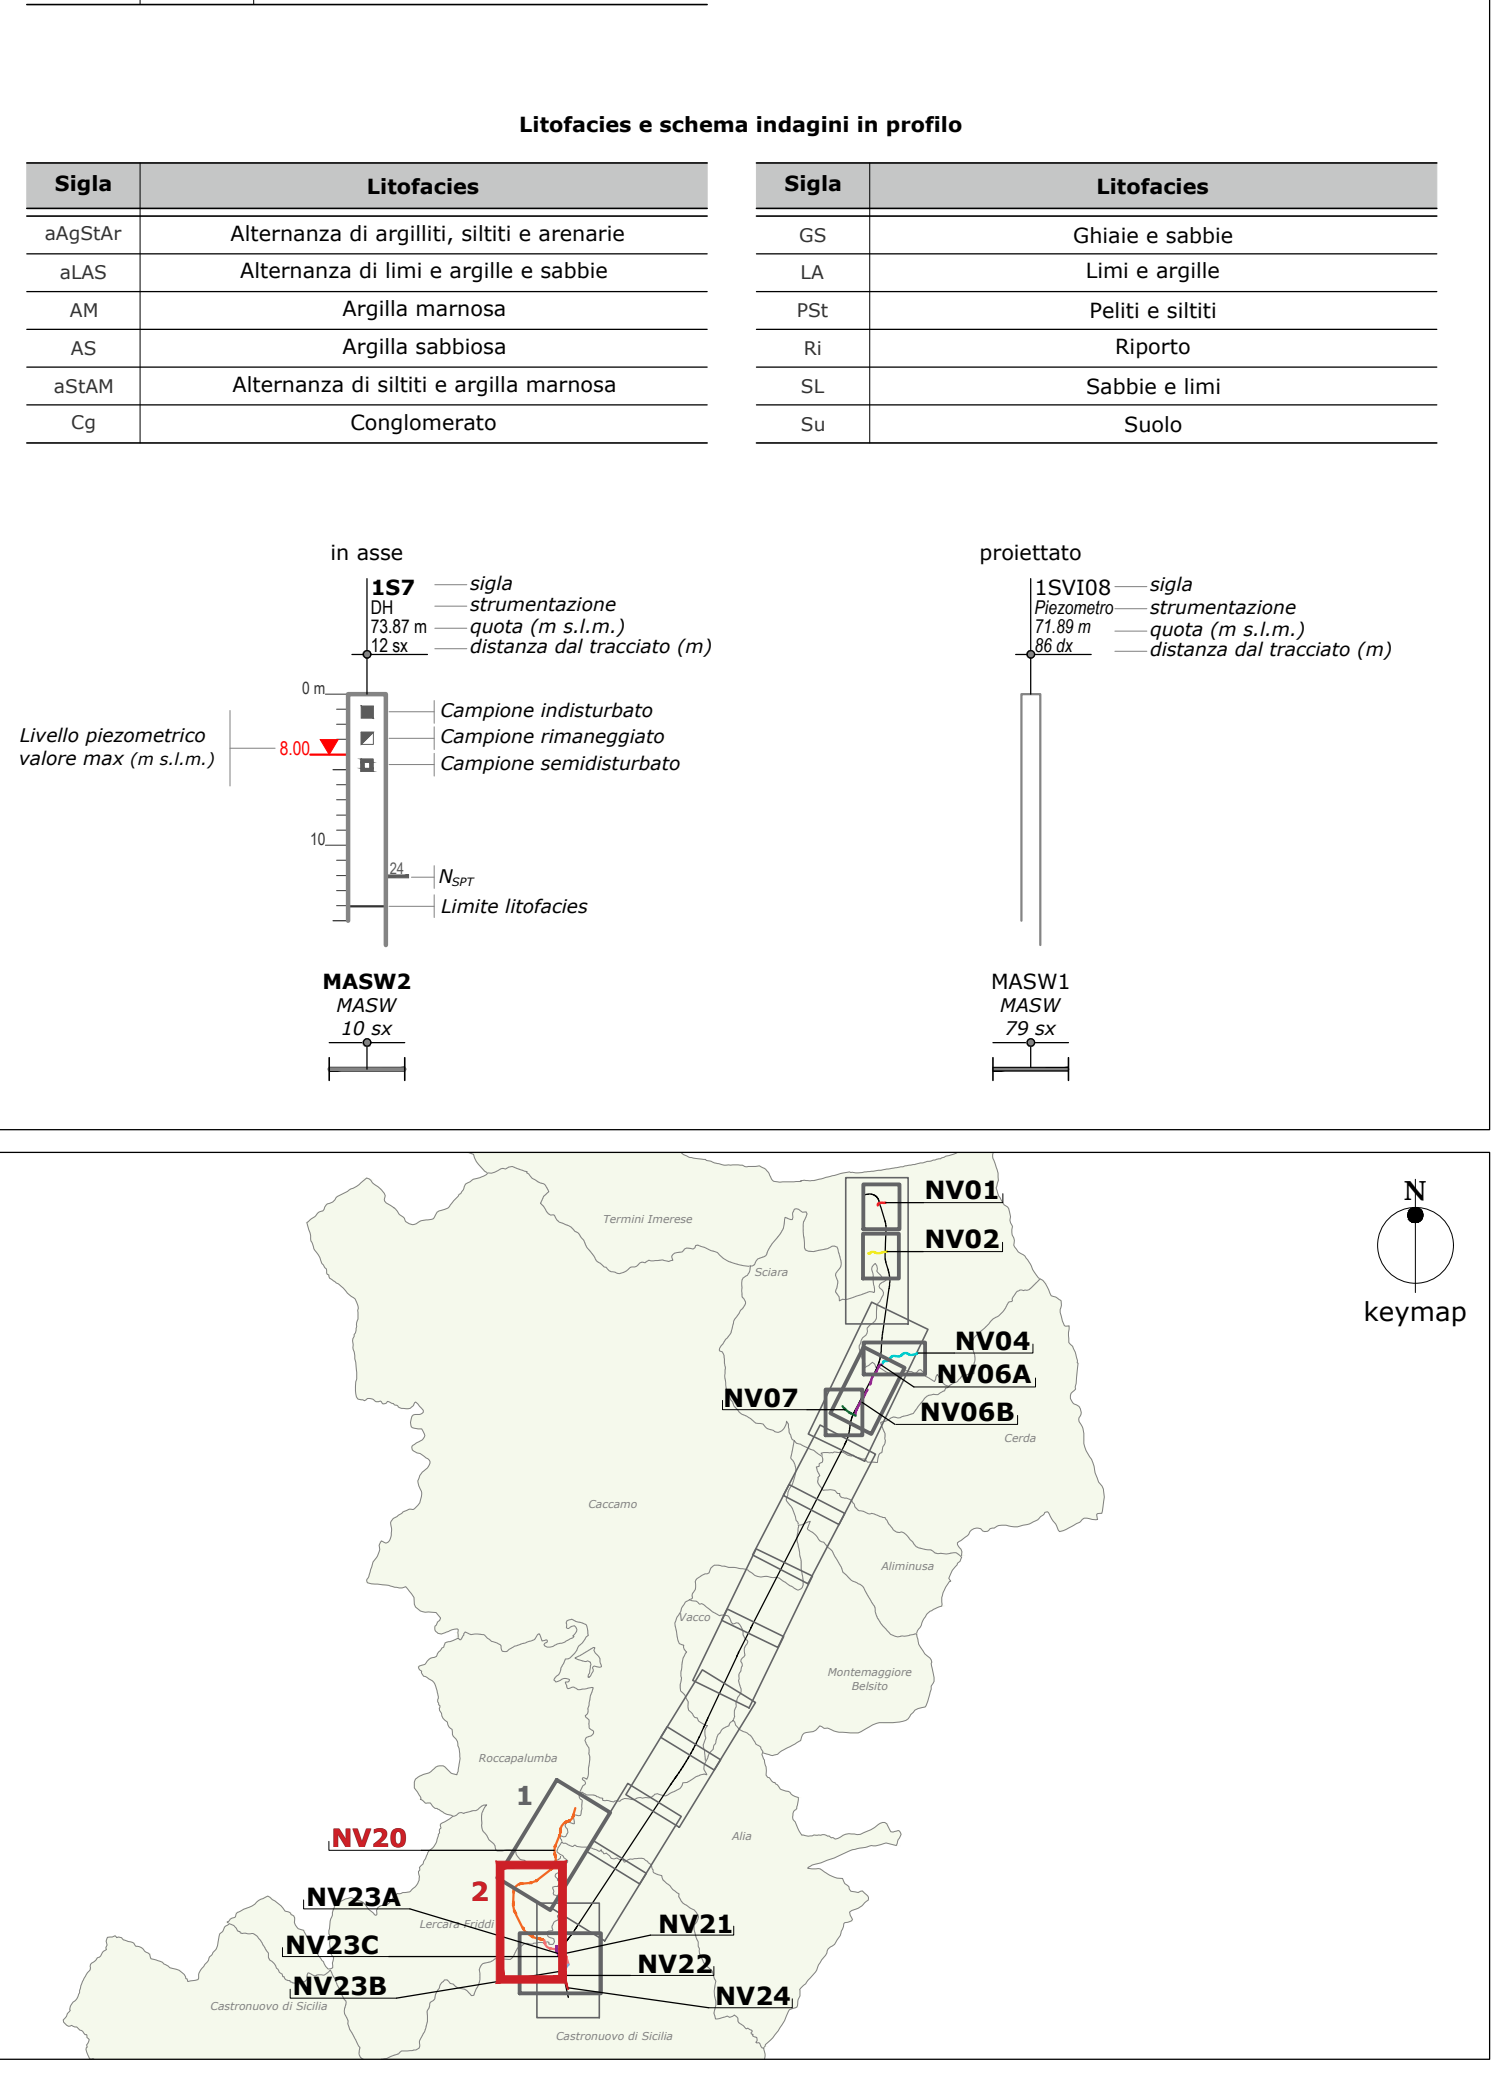 Litofacies e schema indagini in profilo
Sigla Litofacies
aAgStAr Alternanza di argilliti, siltiti e arenarie
aLAS Alternanza di limi e argille e sabbie
AM Argilla marnosa
AS Argilla sabbiosa
aStAM Alternanza di siltiti e argilla marnosa
Cg Conglomerato
Sigla Litofacies
GS Ghiaie e sabbie
LA Limi e argille
PSt Peliti e siltiti
Ri Riporto
SL Sabbie e limi
Su Suolo
in asse
1S7 sigla
DH strumentazione
73.87 m quota (m s.l.m.)
12 sx distanza dal tracciato (m)
0 m
Campione indisturbato
Campione rimaneggiato
Campione semidisturbato
Livello piezometrico
valore max (m s.l.m.)
8.00
10
24
NSPT
Limite litofacies
MASW2
MASW
10 sx
proiettato
1SVI08 sigla
Piezometro strumentazione
71.89 m quota (m s.l.m.)
86 dx distanza dal tracciato (m)
MASW1
MASW
79 sx
N
keymap
NV01
NV02
Termini Imerese
Sciara
NV04
NV06A
NV07
NV06B
Cerda
Caccamo
Aliminusa
Vacco
Montemaggiore
Belsito
Roccapalumba
1
Alia
NV20
2
NV23A
Lercara Friddi
NV21
NV23C
NV22
NV23B
NV24
Castronuovo di Sicilia
Castronuovo di Sicilia